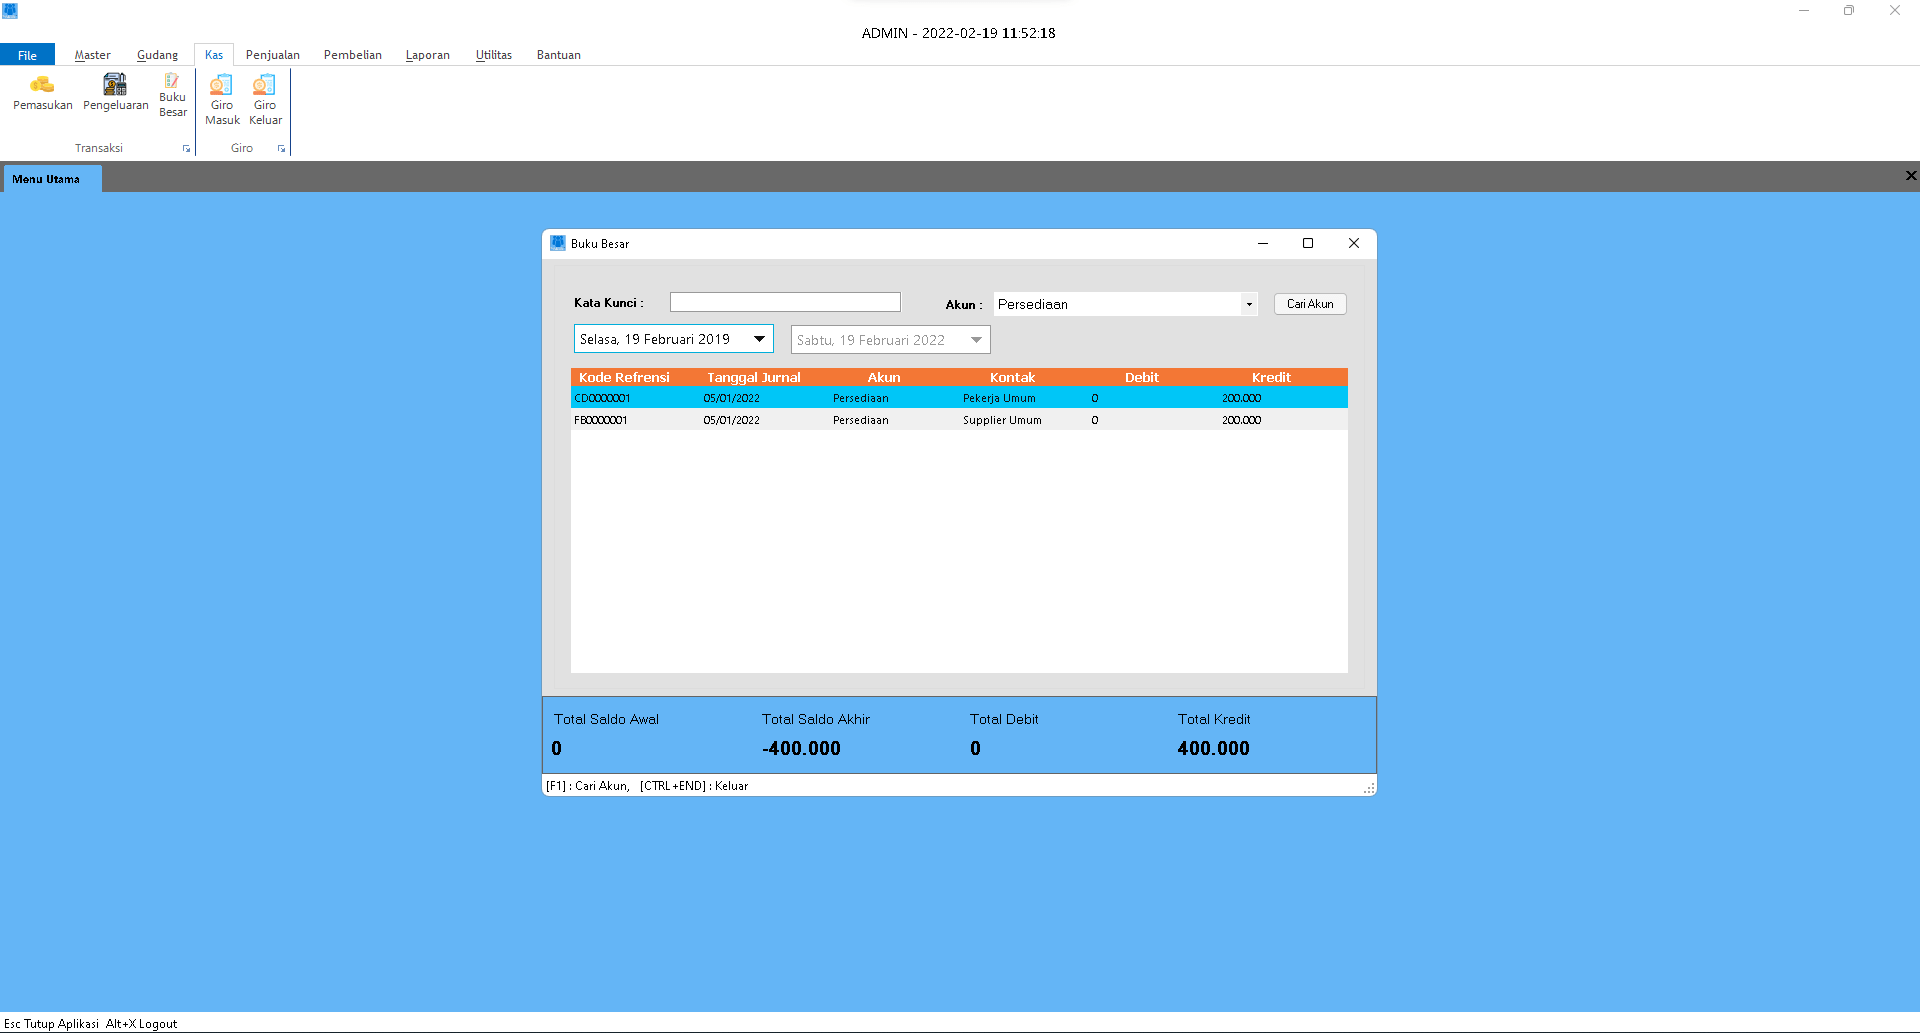 ADMIN - 2022-02-19 11:52:18
File Master Gudang Kas Penjualan Pembelian Laporan Utilitas Bantuan
Pemasukan Pengeluaran Buku Besar Giro Masuk Giro Keluar
Transaksi Giro
Menu Utama
Buku Besar
Kata Kunci : Akun : Persediaan Cari Akun
Selasa, 19 Februari 2019 Sabtu, 19 Februari 2022
Kode Refrensi Tanggal Jurnal Akun Kontak Debit Kredit
CD0000001 05/01/2022 Persediaan Pekerja Umum 0 200.000
FB0000001 05/01/2022 Persediaan Supplier Umum 0 200.000
Total Saldo Awal Total Saldo Akhir Total Debit Total Kredit
0 -400.000 0 400.000
[F1] : Cari Akun, [CTRL+END] : Keluar
Esc Tutup Aplikasi Alt+X Logout